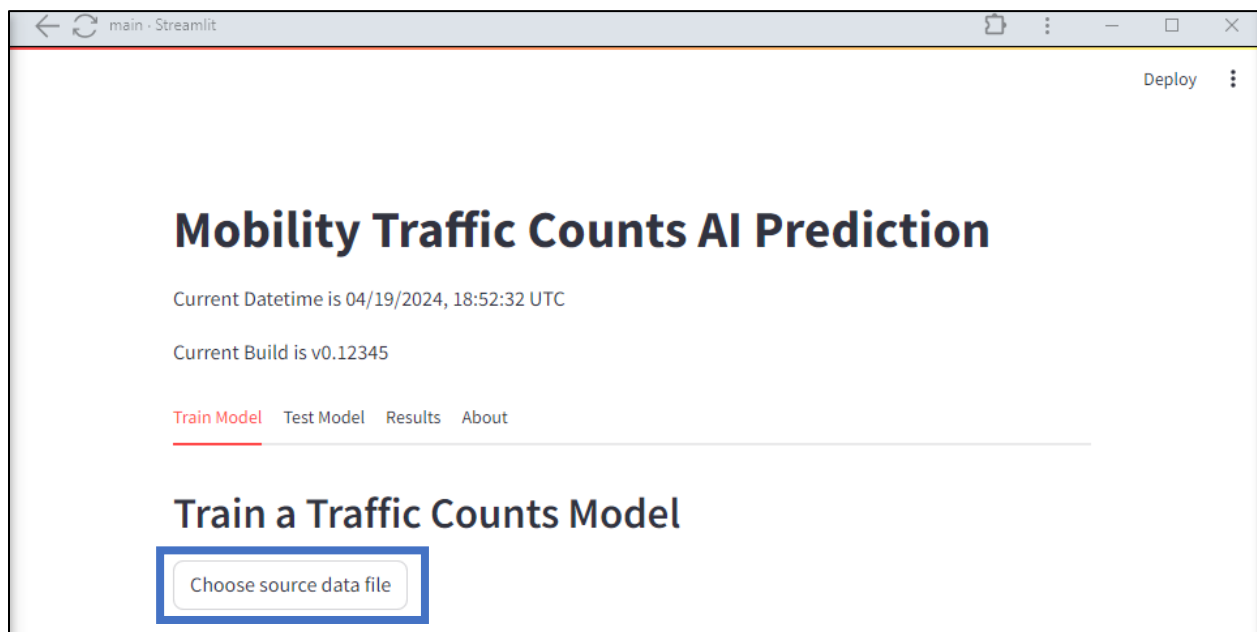 main - Streamlit
Deploy
Mobility Traffic Counts AI Prediction
Current Datetime is 04/19/2024, 18:52:32 UTC
Current Build is v0.12345
Train Model Test Model Results About
Train a Traffic Counts Model
Choose source data file